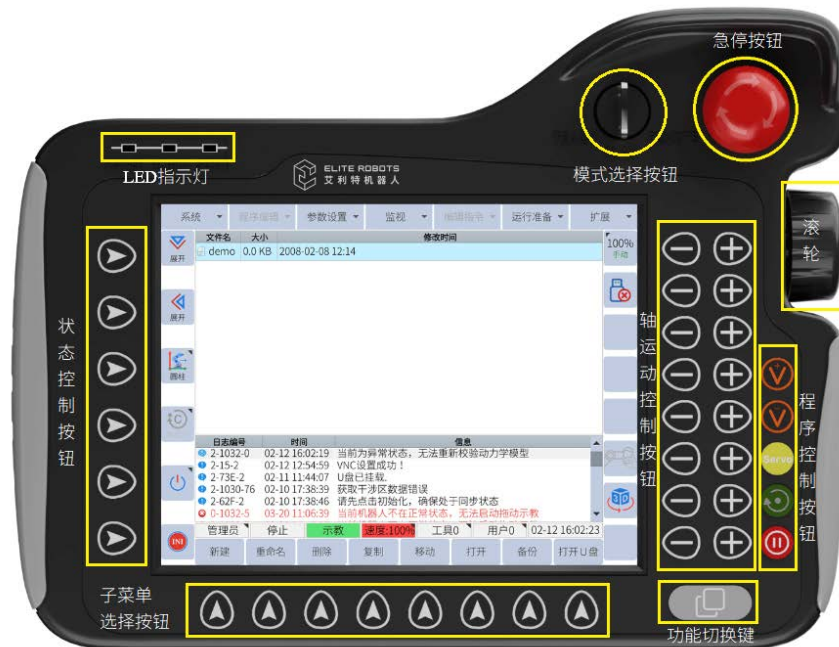 急停按钮
LED指示灯
ELITE ROBOTS
艾利特机器人
模式选择按钮
滚轮
系统 程序编辑 参数设置 监视 编辑指令 运行准备 扩展
文件名 大小 修改时间
demo 0.0 KB 2008-02-08 12:14
100%
手动
展开
展开
圆柱
C
INI
状态控制按钮
轴运动控制按钮
程序控制按钮
V
V
Servo
日志编号 时间 信息
2-1032-0 02-12 16:02:19 当前为异常状态，无法重新校验动力学模型
2-15-2 02-12 12:54:59 VNC设置成功！
2-73E-2 02-11 11:44:07 U盘已挂载.
2-1030-76 02-10 17:38:39 获取干涉区数据错误
2-62F-2 02-10 17:38:46 请先点击初始化，确保处于同步状态
0-1032-5 03-20 11:06:39 当前机器人不在正常状态，无法启动拖动示教
管理员 停止 示教 速度:100% 工具0 用户0 02-12 16:02:23
新建 重命名 删除 复制 移动 打开 备份 打开U盘
子菜单
选择按钮
功能切换键